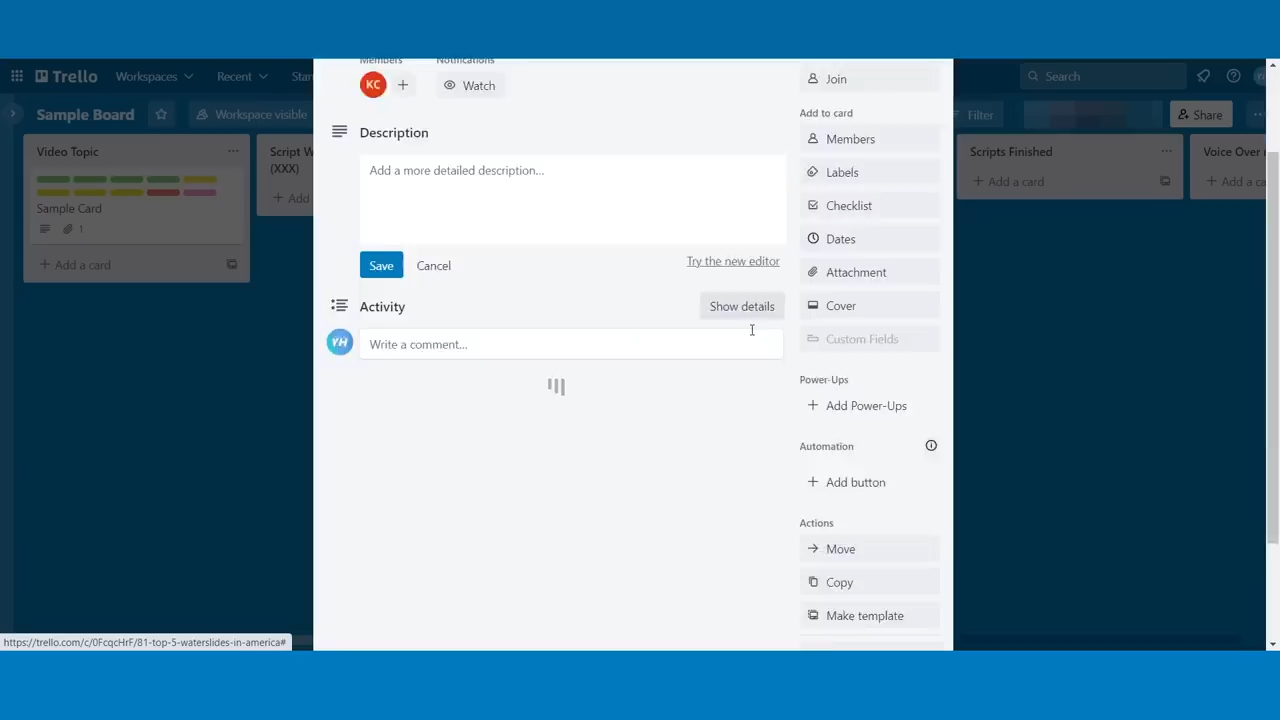 Members
Notifications
KC
Watch
Join
Trello
Workspaces
Recent
Search
Add to card
Sample Board
Workspace visible
Filter
Share
Description
Members
Video Topic
Script
(XXX)
Add
Scripts Finished
Add a card
Voice Over
Add a
Add a more detailed description...
Labels
Sample Card
1
Add a card
Checklist
Dates
Save
Cancel
Try the new editor
Attachment
Activity
Show details
Cover
YH
Write a comment...
Custom Fields
Power-Ups
Add Power-Ups
Automation
Add button
Actions
Move
Copy
Make template
https://trello.com/c/0FcqcHrF/81-top-5-waterslides-in-america#